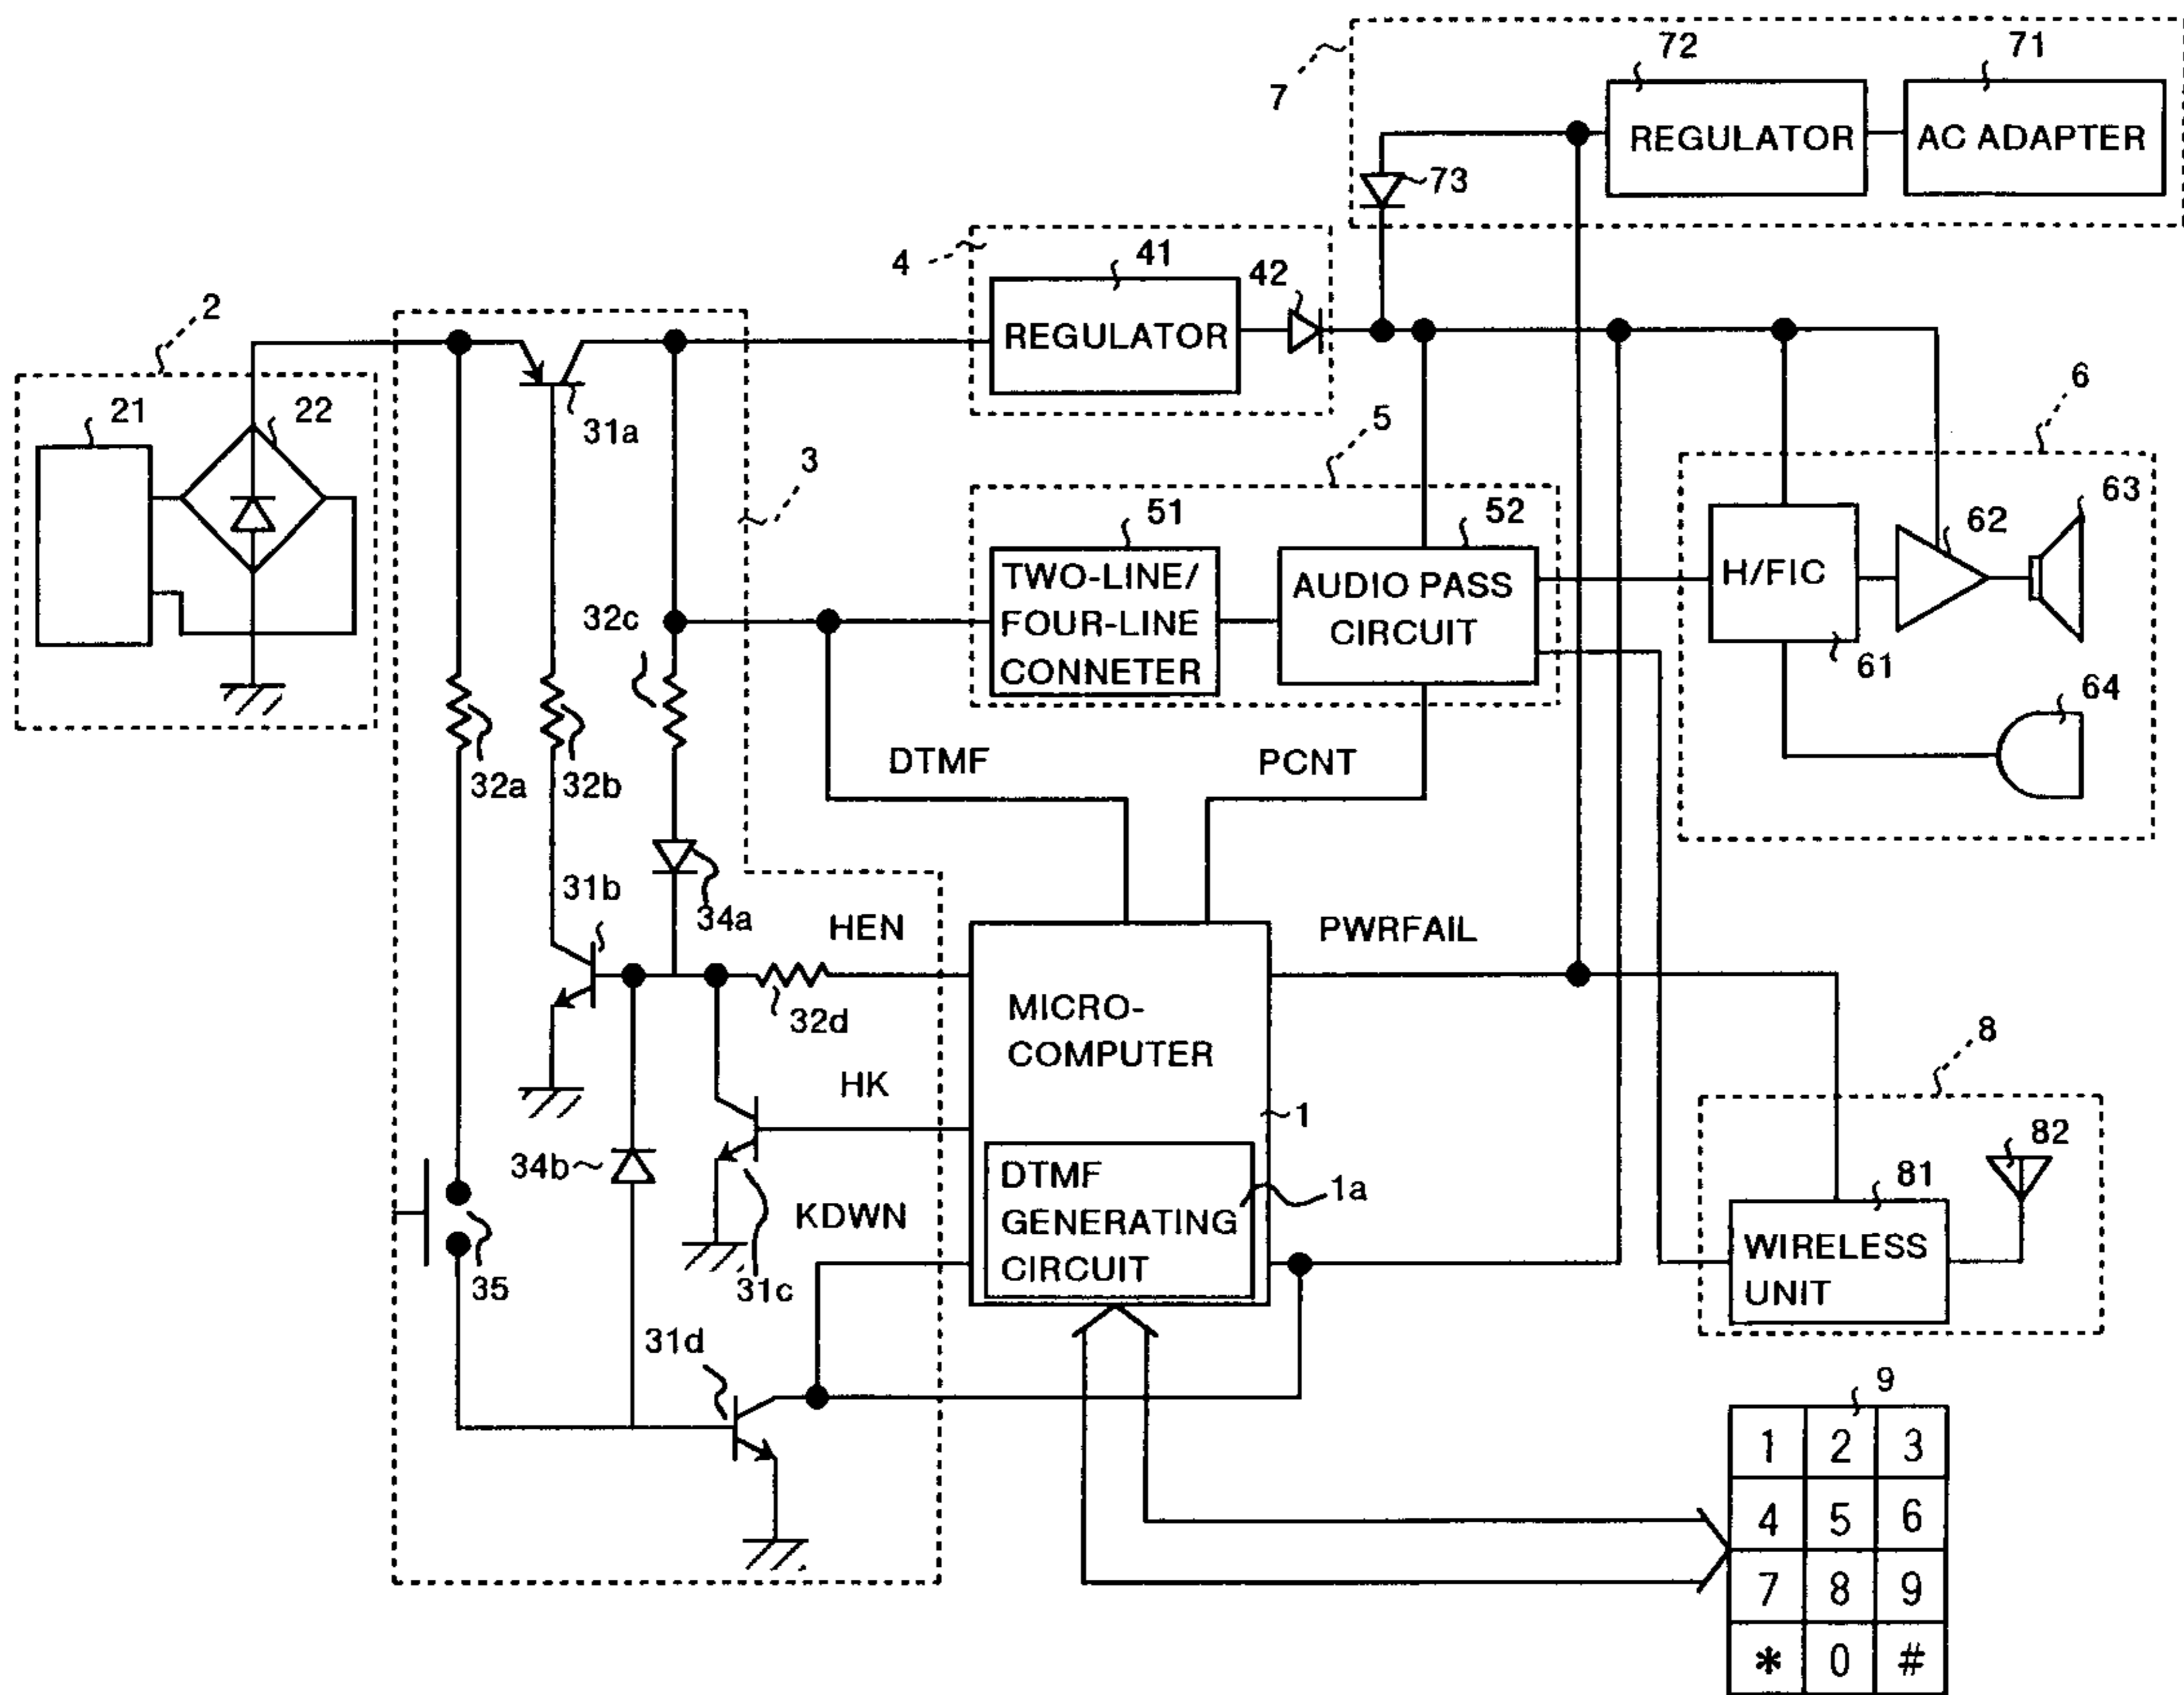 72
71
7
REGULATOR
AC ADAPTER
73
4
41
42
REGULATOR
2
21
22
31a
3
5
6
51
52
TWO-LINE/
FOUR-LINE
CONNETER
AUDIO PASS
CIRCUIT
H/FIC
61
62
63
64
32c
32a
32b
DTMF
PCNT
31b
34a
HEN
PWRFAIL
32d
MICRO-
COMPUTER
HK
1
8
34b
DTMF
GENERATING
CIRCUIT
1a
KDWN
82
81
WIRELESS
UNIT
35
31c
31d
9
1 2 3
4 5 6
7 8 9
* 0 #